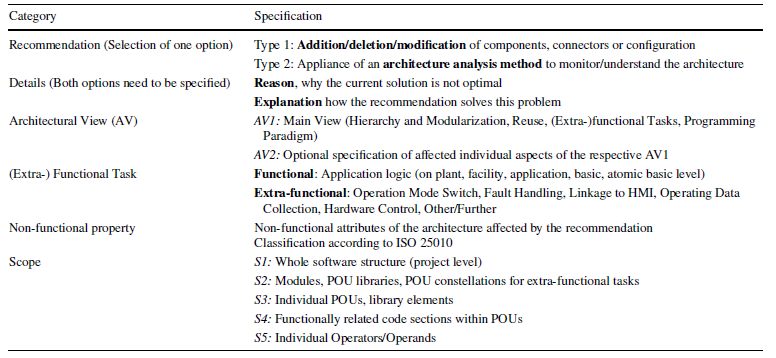 Category Specification
Recommendation (Selection of one option) Type 1: Addition/deletion/modification of components, connectors or configuration
Type 2: Appliance of an architecture analysis method to monitor/understand the architecture
Details (Both options need to be specified) Reason, why the current solution is not optimal
Explanation how the recommendation solves this problem
Architectural View (AV) AV1: Main View (Hierarchy and Modularization, Reuse, (Extra-)functional Tasks, Programming
Paradigm)
AV2: Optional specification of affected individual aspects of the respective AV1
(Extra-) Functional Task Functional: Application logic (on plant, facility, application, basic, atomic basic level)
Extra-functional: Operation Mode Switch, Fault Handling, Linkage to HMI, Operating Data
Collection, Hardware Control, Other/Further
Non-functional property Non-functional attributes of the architecture affected by the recommendation
Classification according to ISO 25010
Scope S1: Whole software structure (project level)
S2: Modules, POU libraries, POU constellations for extra-functional tasks
S3: Individual POUs, library elements
S4: Functionally related code sections within POUs
S5: Individual Operators/Operands